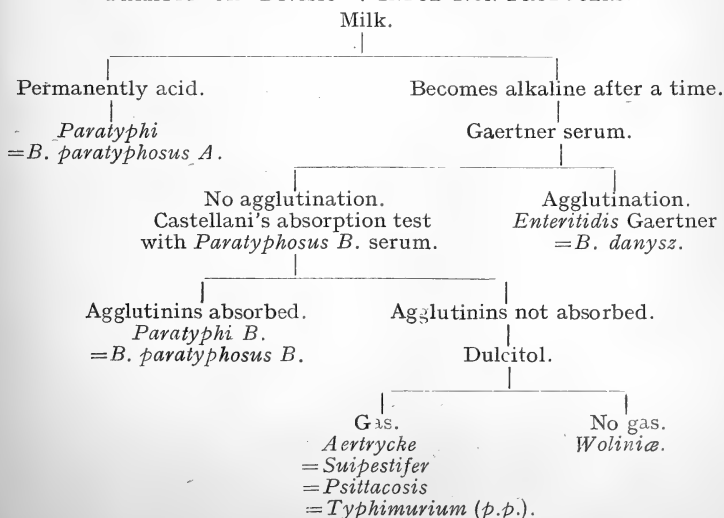 Milk.
Permanently acid.
Becomes alkaline after a time.
Paratyphi
=B. paratyphosus A.
Gaertner serum.
No agglutination.
Castellani's absorption test
with Paratyphosus B. serum.
Agglutination.
Enteritidis Gaertner
=B. danysz.
Agglutinins absorbed.
Paratyphi B.
=B. paratyphosus B.
Agglutinins not absorbed.
Dulcitol.
Gas.
Aertrycke
=Suipestifer
=Psittacosis
=Typhimurium (p.p.).
No gas.
Woliniæ.